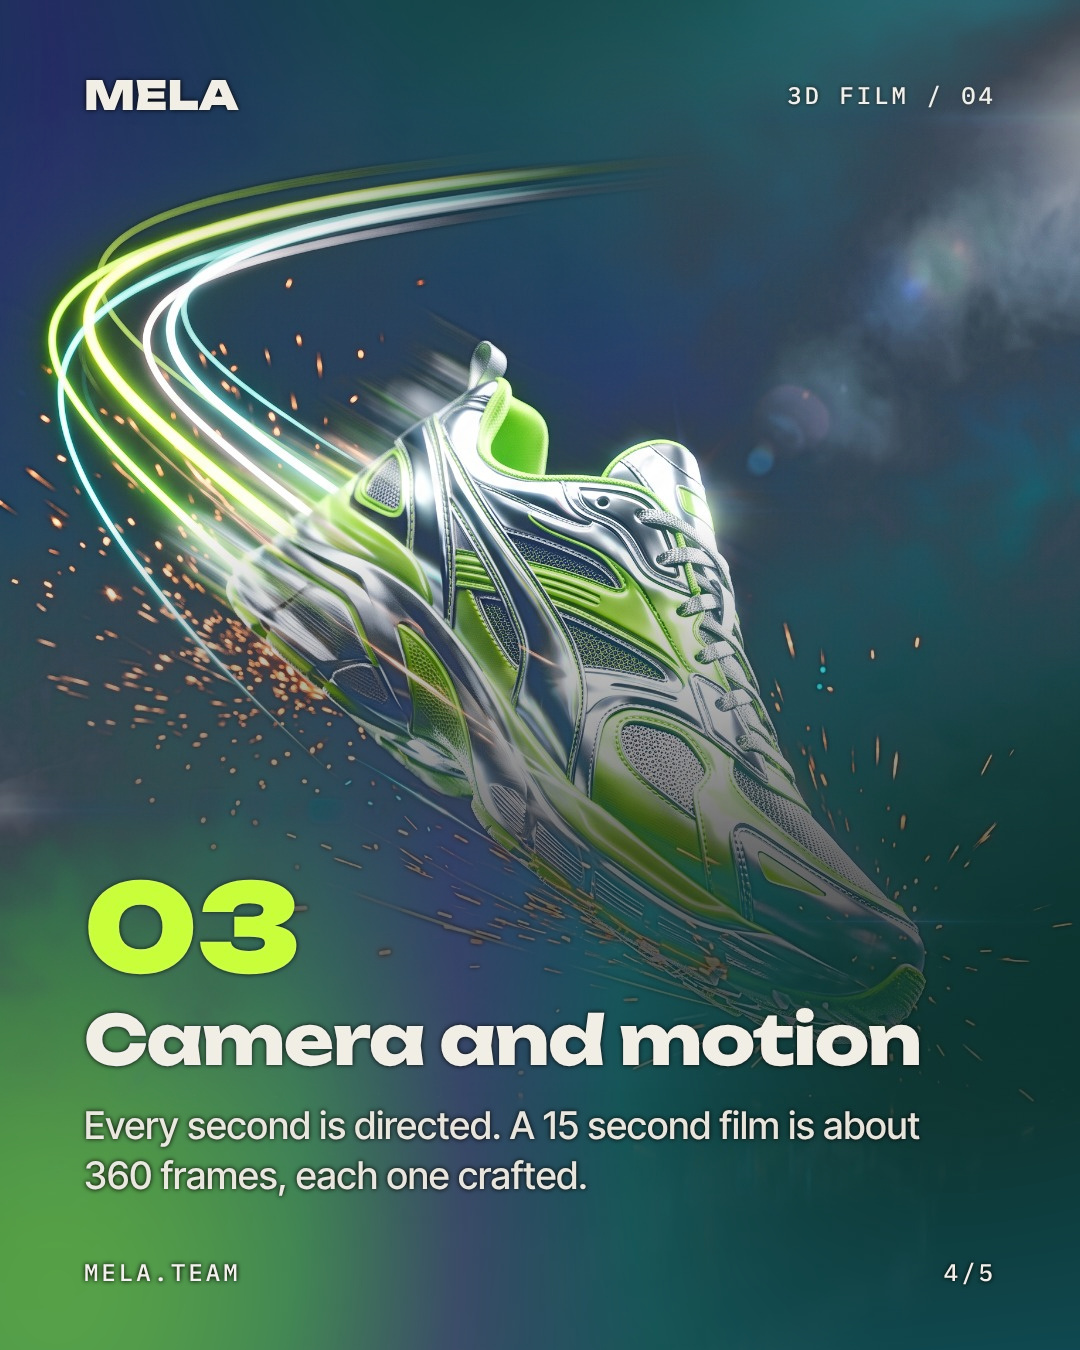 MELA
3D FILM / 04
03
Camera and motion
Every second is directed. A 15 second film is about
360 frames, each one crafted.
MELA.TEAM
4/5